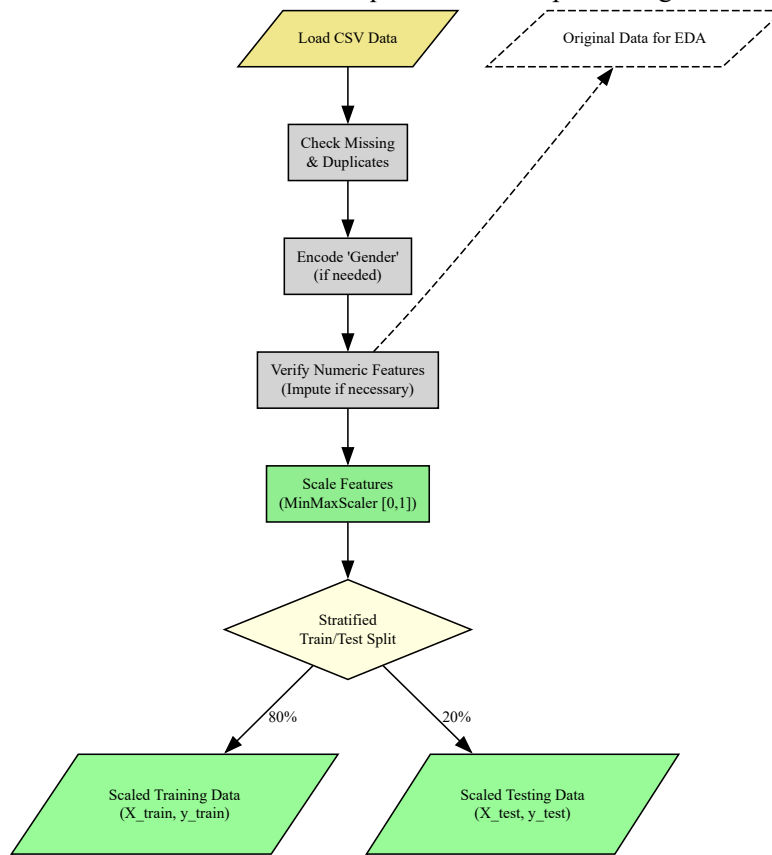 Load CSV Data
Original Data for EDA
Check Missing
& Duplicates
Encode 'Gender'
(if needed)
Verify Numeric Features
(Impute if necessary)
Scale Features
(MinMaxScaler [0,1])
Stratified
Train/Test Split
80%
20%
Scaled Training Data
(X_train, y_train)
Scaled Testing Data
(X_test, y_test)